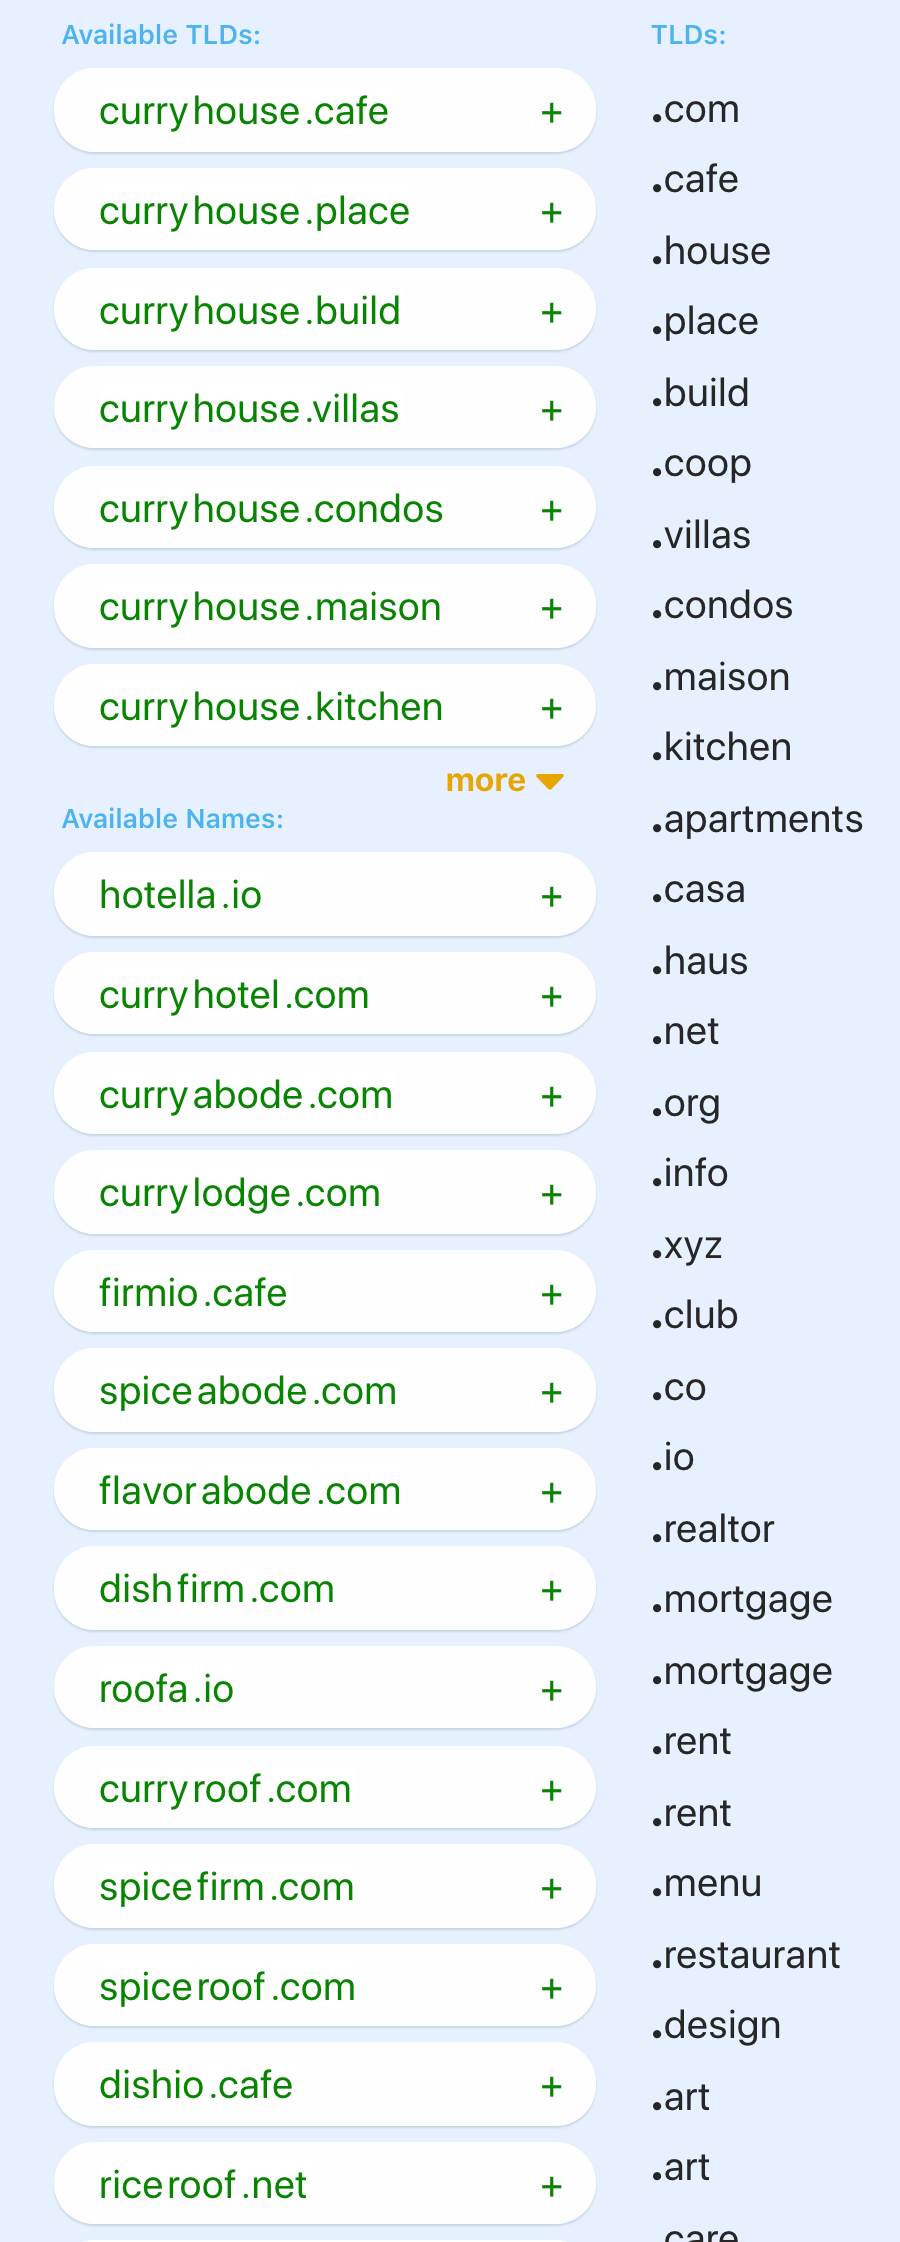 Available TLDs:
curryhouse.cafe +
curryhouse.place +
curryhouse.build +
curryhouse.villas +
curryhouse.condos +
curryhouse.maison +
curryhouse.kitchen +
more
Available Names:
hotella.io +
curryhotel.com +
curryabode.com +
currylodge.com +
firmio.cafe +
spiceabode.com +
flavorabode.com +
dishfirm.com +
roofa.io +
curryroof.com +
spicefirm.com +
spiceroof.com +
dishio.cafe +
riceroof.net +
TLDs:
.com
.cafe
.house
.place
.build
.coop
.villas
.condos
.maison
.kitchen
.apartments
.casa
.haus
.net
.org
.info
.xyz
.club
.co
.io
.realtor
.mortgage
.mortgage
.rent
.rent
.menu
.restaurant
.design
.art
.art
care